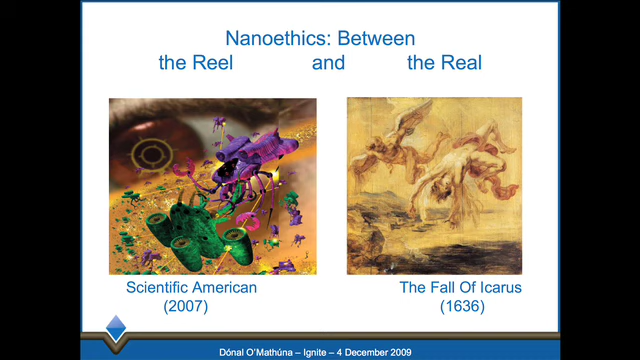 Nanoethics: Between
the Reel and the Real
Scientific American
(2007)
The Fall Of Icarus
(1636)
Dónal O'Mathúna – Ignite – 4 December 2009